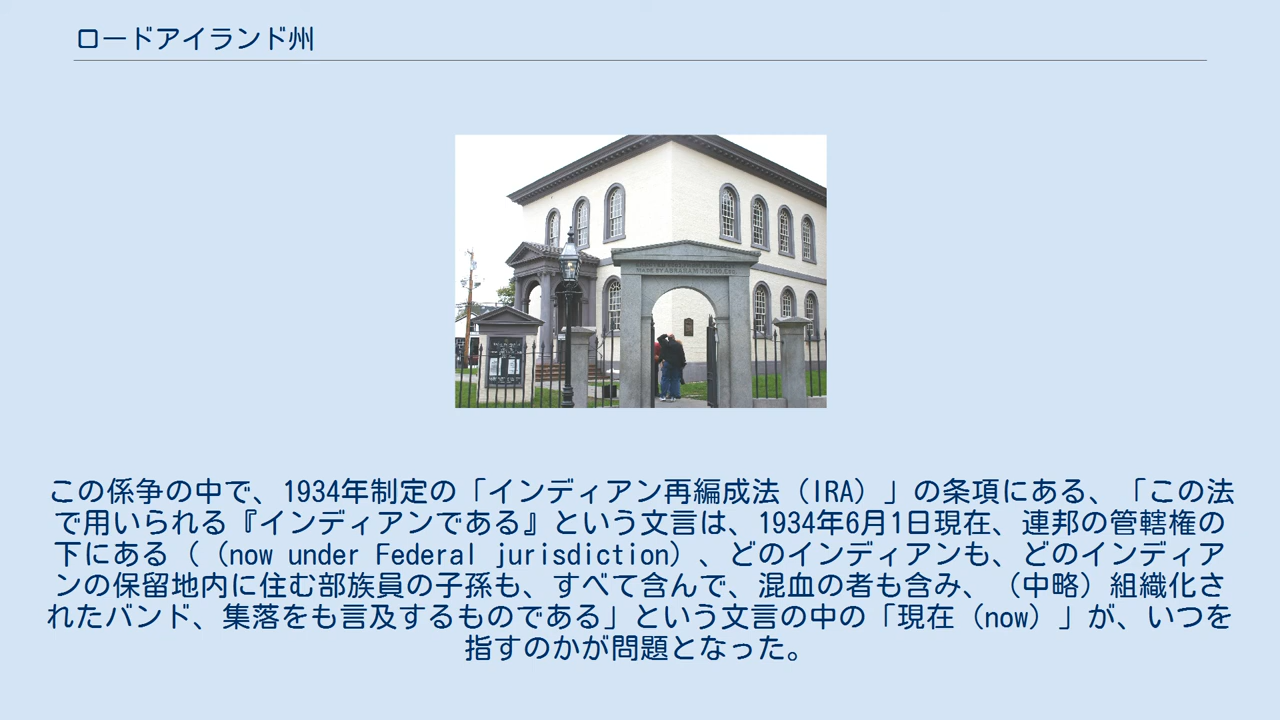 ロードアイランド州
この係争の中で、1934年制定の「インディアン再編成法（IRA）」の条項にある、「この法
で用いられる『インディアンである』という文言は、1934年6月1日現在、連邦の管轄権の
下にある（（now under Federal jurisdiction）、どのインディアンも、どのインディア
ンの保留地内に住む部族員の子孫も、すべて含んで、混血の者も含み、（中略）組織化さ
れたバンド、集落をも言及するものである」という文言の中の「現在（now）」が、いつを
指すのかが問題となった。